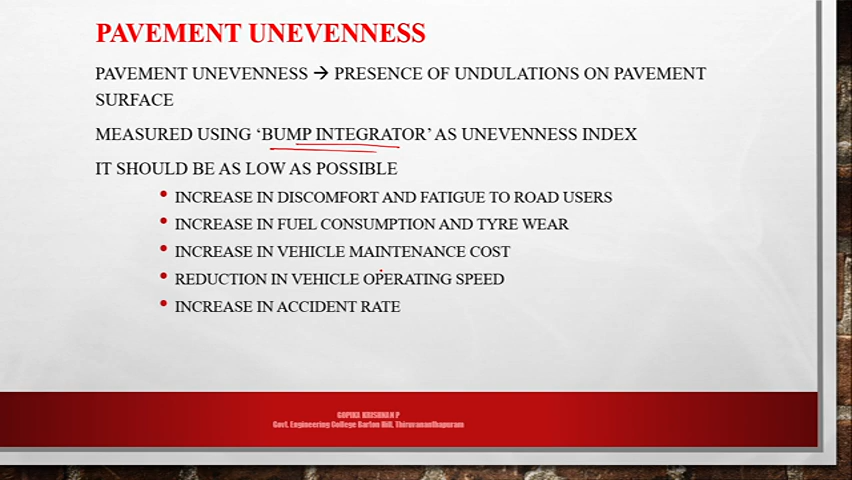 PAVEMENT UNEVENNESS
PAVEMENT UNEVENNESS → PRESENCE OF UNDULATIONS ON PAVEMENT
SURFACE
MEASURED USING ‘BUMP INTEGRATOR’ AS UNEVENNESS INDEX
IT SHOULD BE AS LOW AS POSSIBLE
• INCREASE IN DISCOMFORT AND FATIGUE TO ROAD USERS
• INCREASE IN FUEL CONSUMPTION AND TYRE WEAR
• INCREASE IN VEHICLE MAINTENANCE COST
• REDUCTION IN VEHICLE OPERATING SPEED
• INCREASE IN ACCIDENT RATE
GOPIKA KRISHNAN P
Govt. Engineering College Barton Hill, Thiruvananthapuram